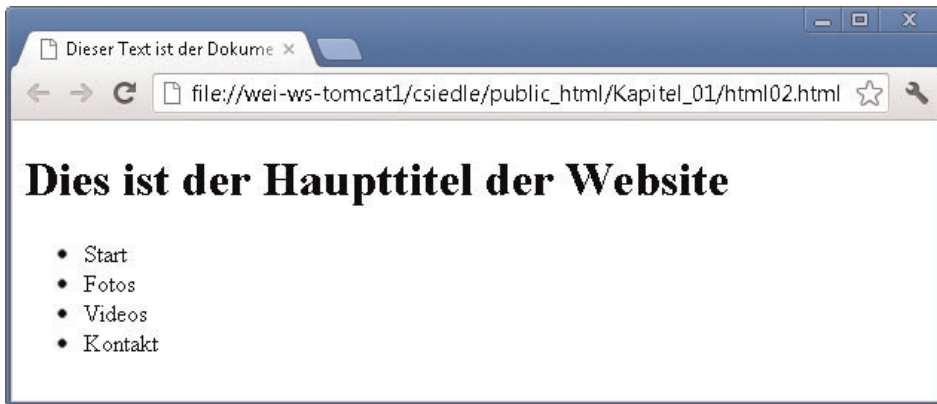 Dieser Text ist der Dokume
file://wei-ws-tomcat1/csiedle/public_html/Kapitel_01/html02.html
Dies ist der Haupttitel der Website
Start
Fotos
Videos
Kontakt